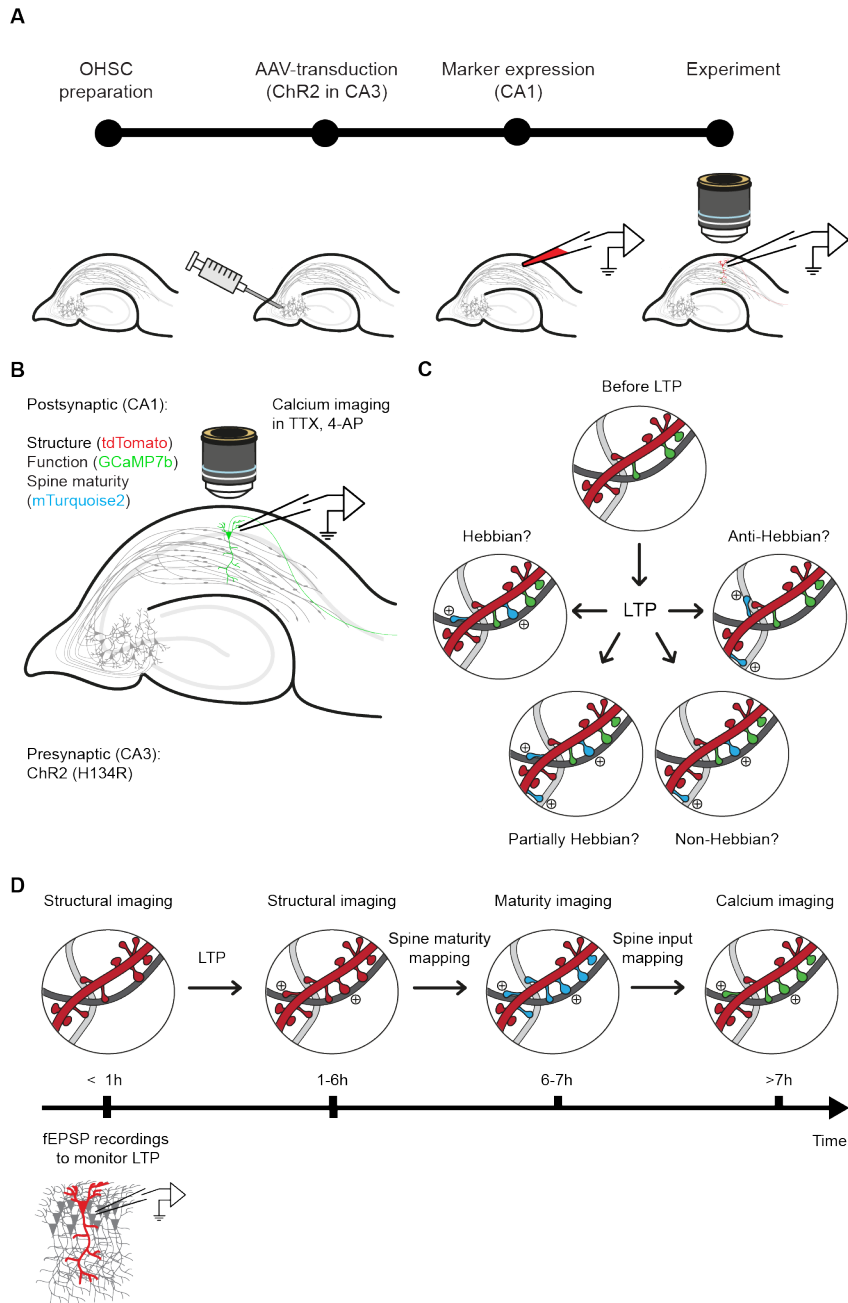 A
OHSC
preparation
AAV-transduction
(ChR2 in CA3)
Marker expression
(CA1)
Experiment
B
Postsynaptic (CA1):
Structure (tdTomato)
Function (GCaMP7b)
Spine maturity
(mTurquoise2)
Calcium imaging
in TTX, 4-AP
Presynaptic (CA3):
ChR2 (H134R)
C
Before LTP
Hebbian?
Anti-Hebbian?
LTP
Partially Hebbian?
Non-Hebbian?
D
Structural imaging
Structural imaging
Maturity imaging
Calcium imaging
LTP
Spine maturity
mapping
Spine input
mapping
< 1h
1-6h
6-7h
>7h
fEPSP recordings
to monitor LTP
Time